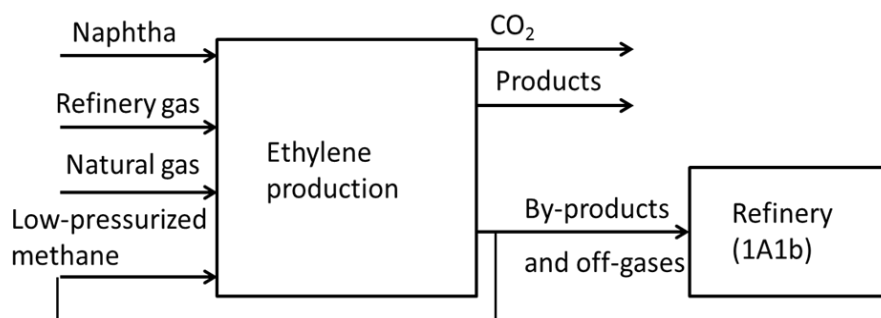 Naphtha
Refinery gas
Natural gas
Low-pressurized
methane
Ethylene
production
CO₂
Products
By-products
and off-gases
Refinery
(1A1b)